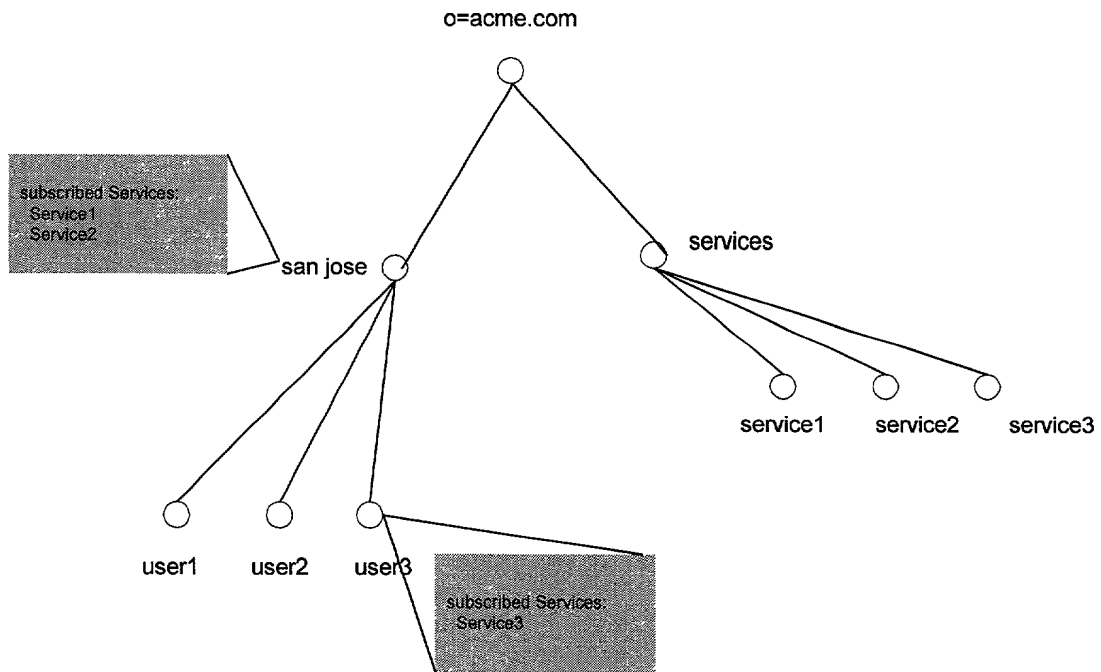 o=acme.com
subscribed Services:
Service1
Service2
san jose
services
service1
service2
service3
user1
user2
user3
subscribed Services:
Service3